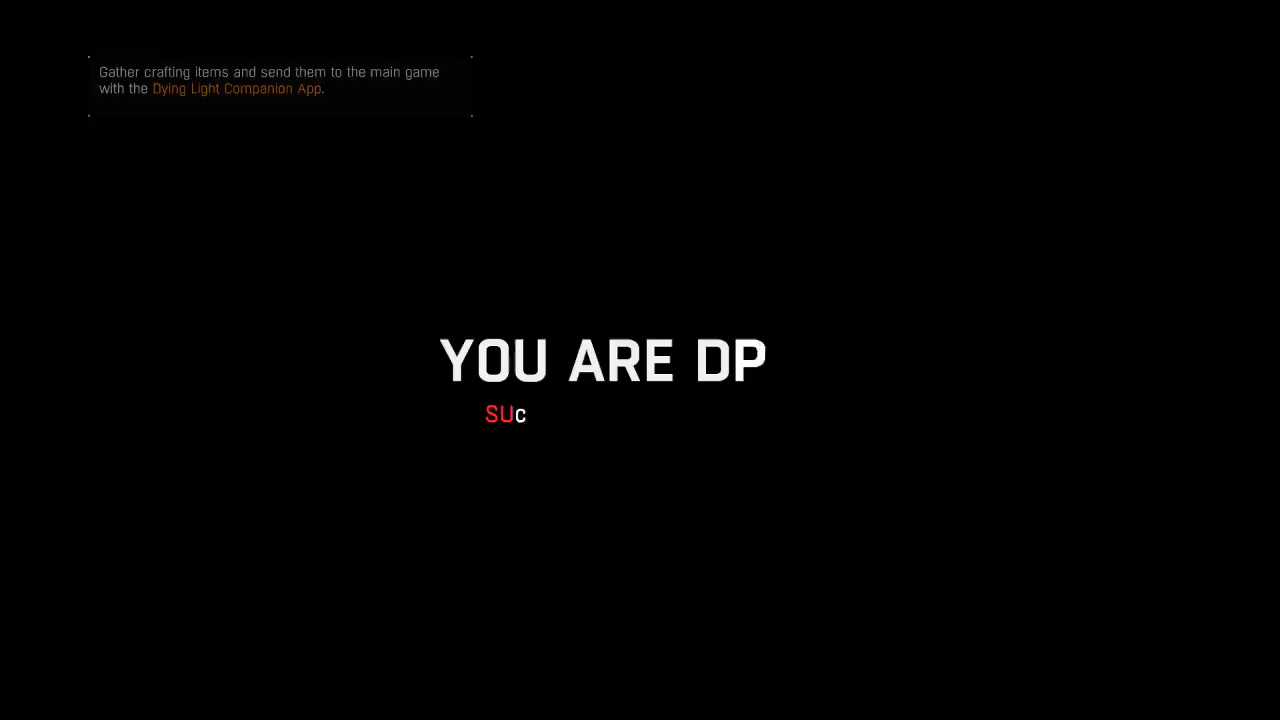 Gather crafting items and send them to the main game
with the Dying Light Companion App.
YOU ARE DP
SUc